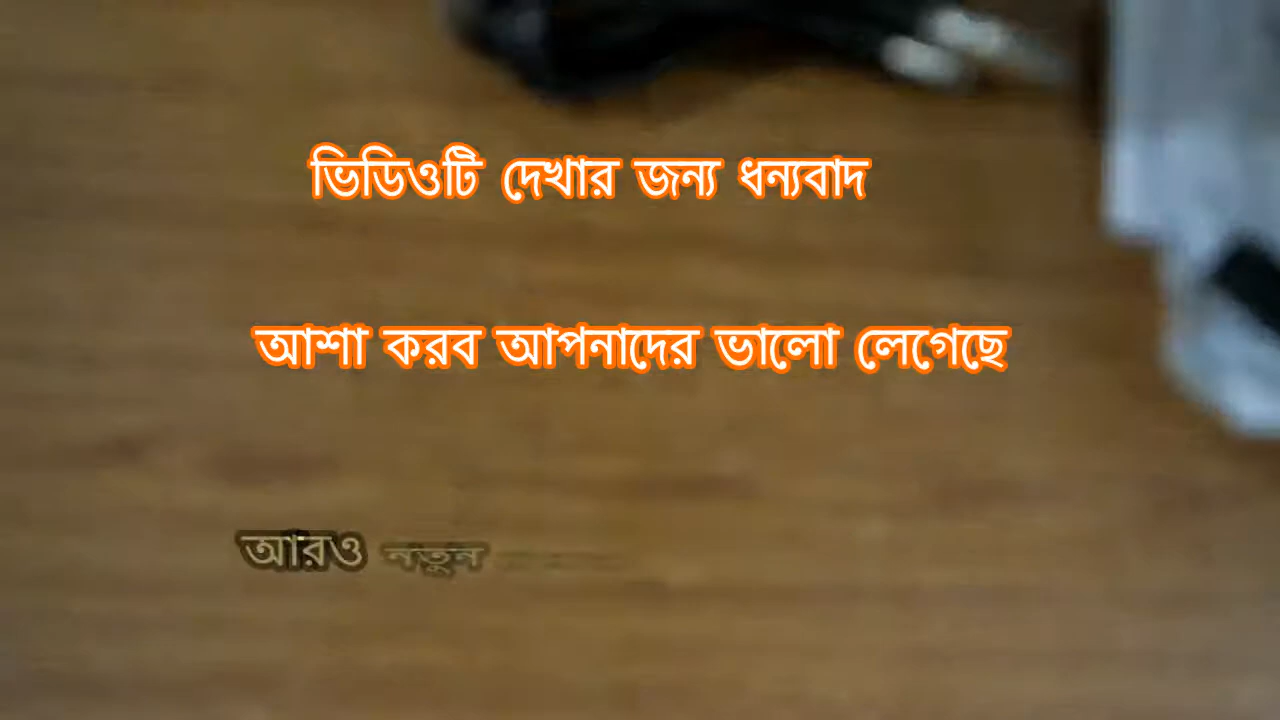 ভিডিওটি দেখার জন্য ধন্যবাদ
আশা করব আপনাদের ভালো লেগেছে
আরও নতুন